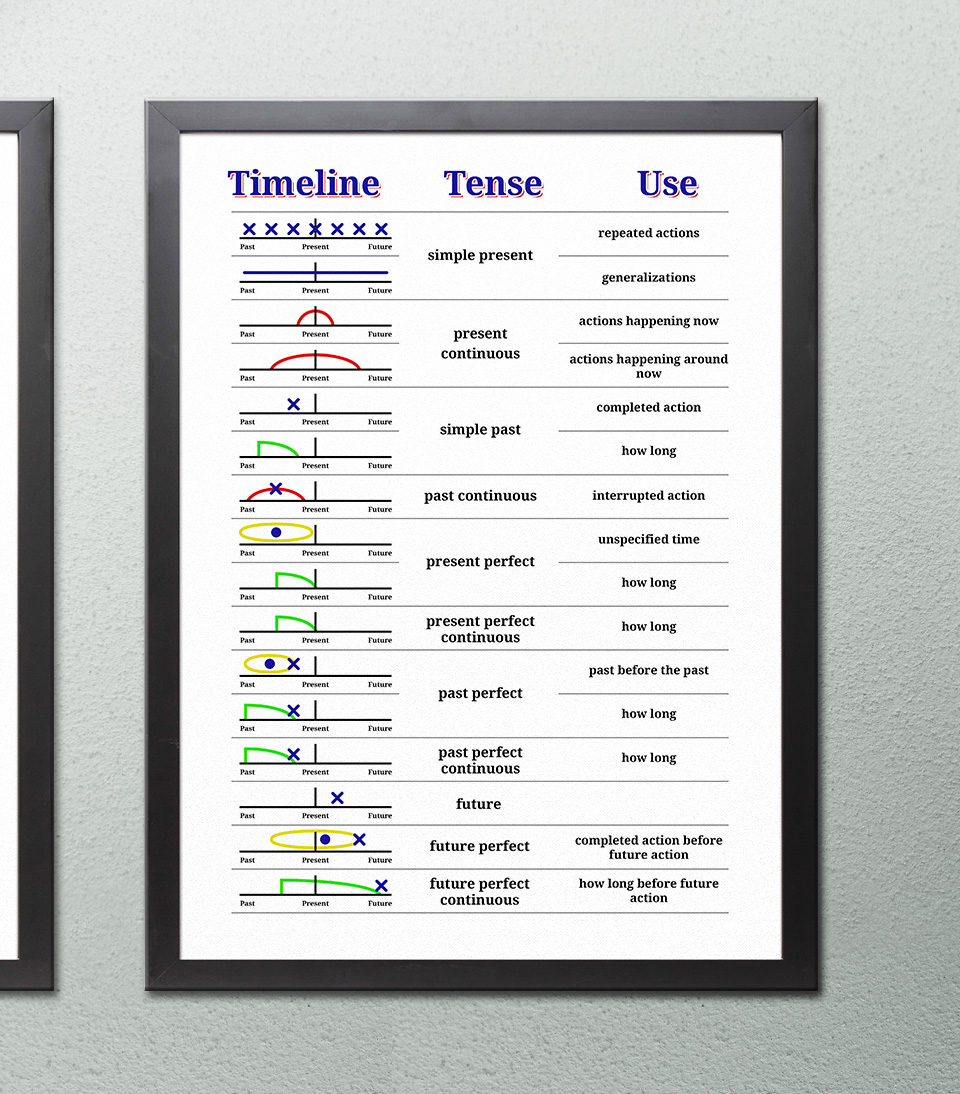 Timeline Tense Use
repeated actions
Past Present Future
simple present
generalizations
Past Present Future
actions happening now
Past Present Future
present
continuous
actions happening around
now
Past Present Future
completed action
Past Present Future
simple past
how long
Past Present Future
past continuous
interrupted action
Past Present Future
unspecified time
Past Present Future
present perfect
how long
Past Present Future
present perfect
continuous
how long
Past Present Future
past before the past
Past Present Future
past perfect
how long
Past Present Future
past perfect
continuous
how long
Past Present Future
future
Past Present Future
future perfect
completed action before
future action
Past Present Future
future perfect
continuous
how long before future
action
Past Present Future